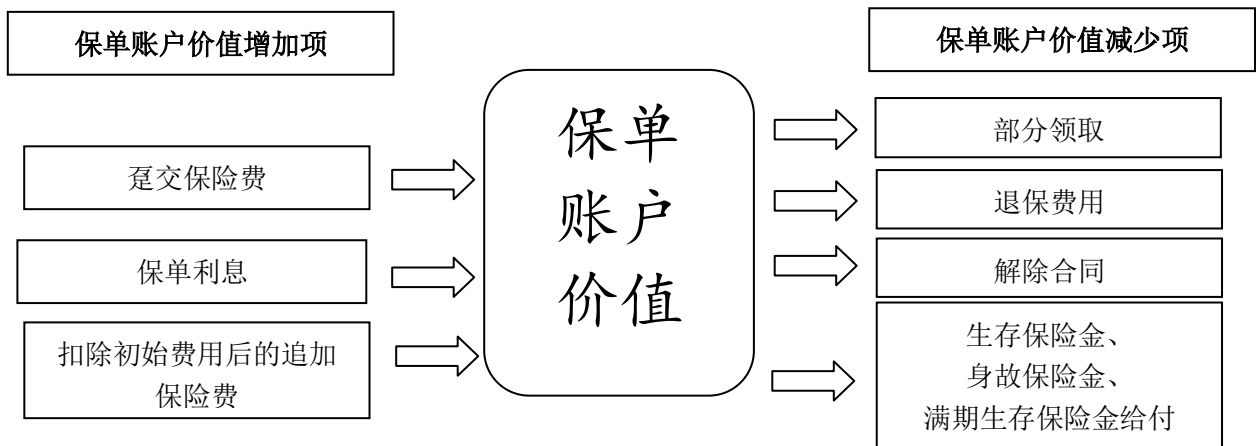 保单账户价值增加项
趸交保险费
保单利息
扣除初始费用后的追加
保险费
保单
账户
价值
保单账户价值减少项
部分领取
退保费用
解除合同
生存保险金、
身故保险金、
满期生存保险金给付